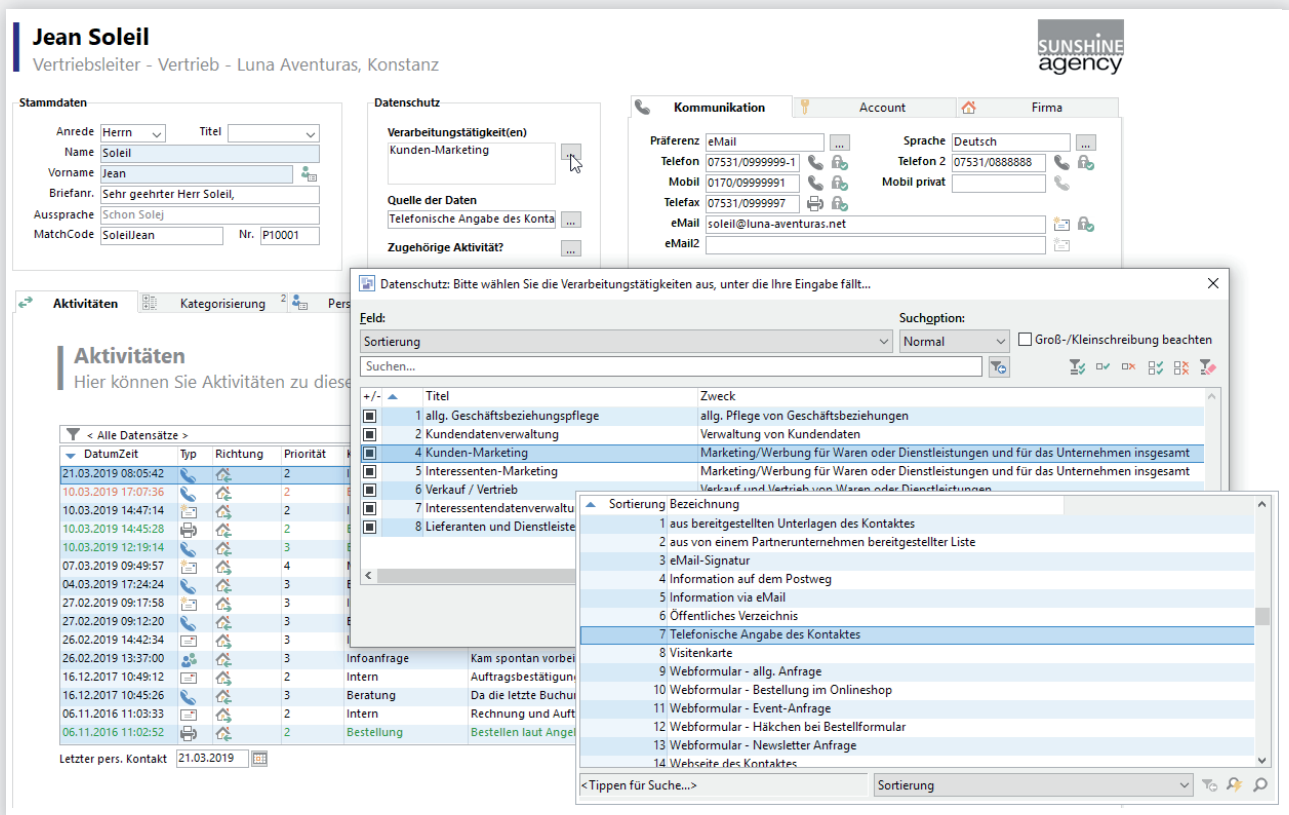 Jean Soleil
Vertriebsleiter - Vertrieb - Luna Aventuras, Konstanz
SUNSHINE
agency
Stammdaten
Anrede Herrn Titel
Name Soleil
Vorname Jean
Briefanr. Sehr geehrter Herr Soleil,
Aussprache Schon Solej
MatchCode SoleilJean Nr. P10001
Datenschutz
Verarbeitungstätigkeit(en)
Kunden-Marketing
...
Quelle der Daten
Telefonische Angabe des Konta ...
Zugehörige Aktivität? ...
Kommunikation Account Firma
Präferenz eMail ... Sprache Deutsch ...
Telefon 07531/0999999-1 Telefon 2 07531/0888888
Mobil 0170/09999991 Mobil privat
Telefax 07531/0999997
eMail soleil@luna-aventuras.net
eMail2
Aktivitäten Kategorisierung 2 Pers
Aktivitäten
Hier können Sie Aktivitäten zu diese
< Alle Datensätze >
DatumZeit Typ Richtung Priorität
21.03.2019 08:05:42 2
10.03.2019 17:07:36 2
10.03.2019 14:47:14 2
10.03.2019 14:45:28 2
10.03.2019 12:19:14 3
07.03.2019 09:49:57 4
04.03.2019 17:24:24 3
27.02.2019 09:17:58 3
27.02.2019 09:12:20 3
26.02.2019 14:42:34 3
26.02.2019 13:37:00 3 Infoanfrage Kam spontan vorbei
16.12.2017 10:49:12 2 Intern Auftragsbestätigun
16.12.2017 10:45:26 3 Beratung Da die letzte Buchu
06.11.2016 11:03:33 2 Intern Rechnung und Auft
06.11.2016 11:02:52 2 Bestellung Bestellen laut Angel
Letzter pers. Kontakt 21.03.2019
Datenschutz: Bitte wählen Sie die Verarbeitungstätigkeiten aus, unter die Ihre Eingabe fällt...
Feld: Suchoption:
Sortierung Normal Groß-/Kleinschreibung beachten
Suchen...
+/- Titel Zweck
1 allg. Geschäftsbeziehungspflege allg. Pflege von Geschäftsbeziehungen
2 Kundendatenverwaltung Verwaltung von Kundendaten
4 Kunden-Marketing Marketing/Werbung für Waren oder Dienstleistungen und für das Unternehmen insgesamt
5 Interessenten-Marketing Marketing/Werbung für Waren oder Dienstleistungen und für das Unternehmen insgesamt
6 Verkauf / Vertrieb Verkauf und Vertrieb von Waren oder Dienstleistungen
7 Interessentendatenverwaltu
8 Lieferanten und Dienstleiste
Sortierung Bezeichnung
1 aus bereitgestellten Unterlagen des Kontaktes
2 aus von einem Partnerunternehmen bereitgestellter Liste
3 eMail-Signatur
4 Information auf dem Postweg
5 Information via eMail
6 Öffentliches Verzeichnis
7 Telefonische Angabe des Kontaktes
8 Visitenkarte
9 Webformular - allg. Anfrage
10 Webformular - Bestellung im Onlineshop
11 Webformular - Event-Anfrage
12 Webformular - Häkchen bei Bestellformular
13 Webformular - Newsletter Anfrage
14 Webseite des Kontaktes
<Tippen für Suche...> Sortierung